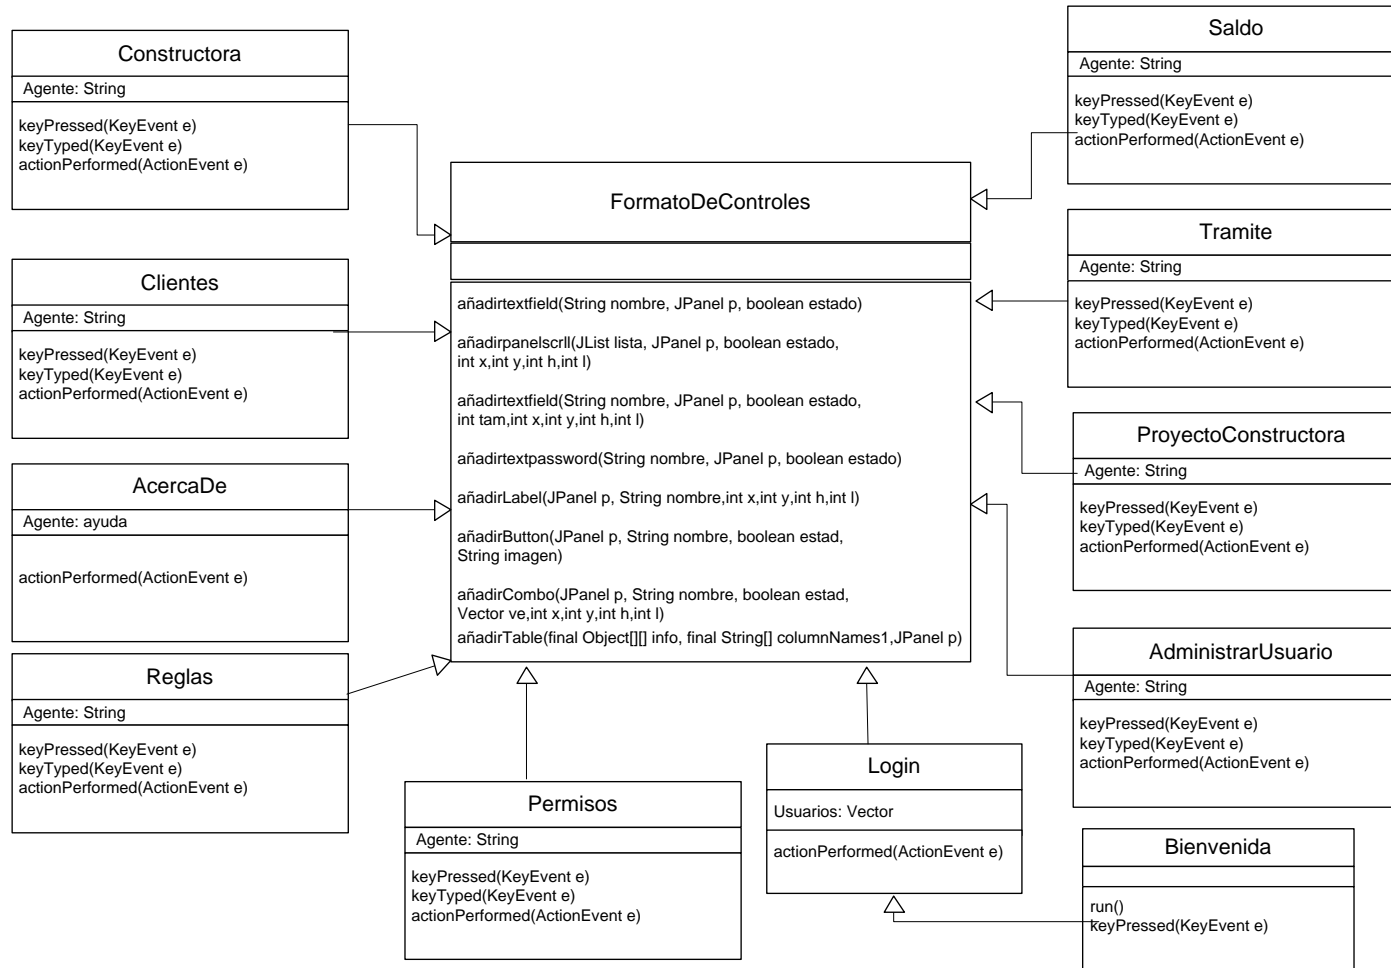 Constructora
Agente: String
keyPressed(KeyEvent e)
keyTyped(KeyEvent e)
actionPerformed(ActionEvent e)
Clientes
Agente: String
keyPressed(KeyEvent e)
keyTyped(KeyEvent e)
actionPerformed(ActionEvent e)
AcercaDe
Agente: ayuda
actionPerformed(ActionEvent e)
Reglas
Agente: String
keyPressed(KeyEvent e)
keyTyped(KeyEvent e)
actionPerformed(ActionEvent e)
FormatoDeControles
añadirtextfield(String nombre, JPanel p, boolean estado)
añadirpanelscrll(JList lista, JPanel p, boolean estado,
int x,int y,int h,int l)
añadirtextfield(String nombre, JPanel p, boolean estado,
int tam,int x,int y,int h,int l)
añadirtextpassword(String nombre, JPanel p, boolean estado)
añadirLabel(JPanel p, String nombre,int x,int y,int h,int l)
añadirButton(JPanel p, String nombre, boolean estad,
String imagen)
añadirCombo(JPanel p, String nombre, boolean estad,
Vector ve,int x,int y,int h,int l)
añadirTable(final Object[][] info, final String[] columnNames1,JPanel p)
Permisos
Agente: String
keyPressed(KeyEvent e)
keyTyped(KeyEvent e)
actionPerformed(ActionEvent e)
Login
Usuarios: Vector
actionPerformed(ActionEvent e)
Saldo
Agente: String
keyPressed(KeyEvent e)
keyTyped(KeyEvent e)
actionPerformed(ActionEvent e)
Tramite
Agente: String
keyPressed(KeyEvent e)
keyTyped(KeyEvent e)
actionPerformed(ActionEvent e)
ProyectoConstructora
Agente: String
keyPressed(KeyEvent e)
keyTyped(KeyEvent e)
actionPerformed(ActionEvent e)
AdministrarUsuario
Agente: String
keyPressed(KeyEvent e)
keyTyped(KeyEvent e)
actionPerformed(ActionEvent e)
Bienvenida
run()
keyPressed(KeyEvent e)